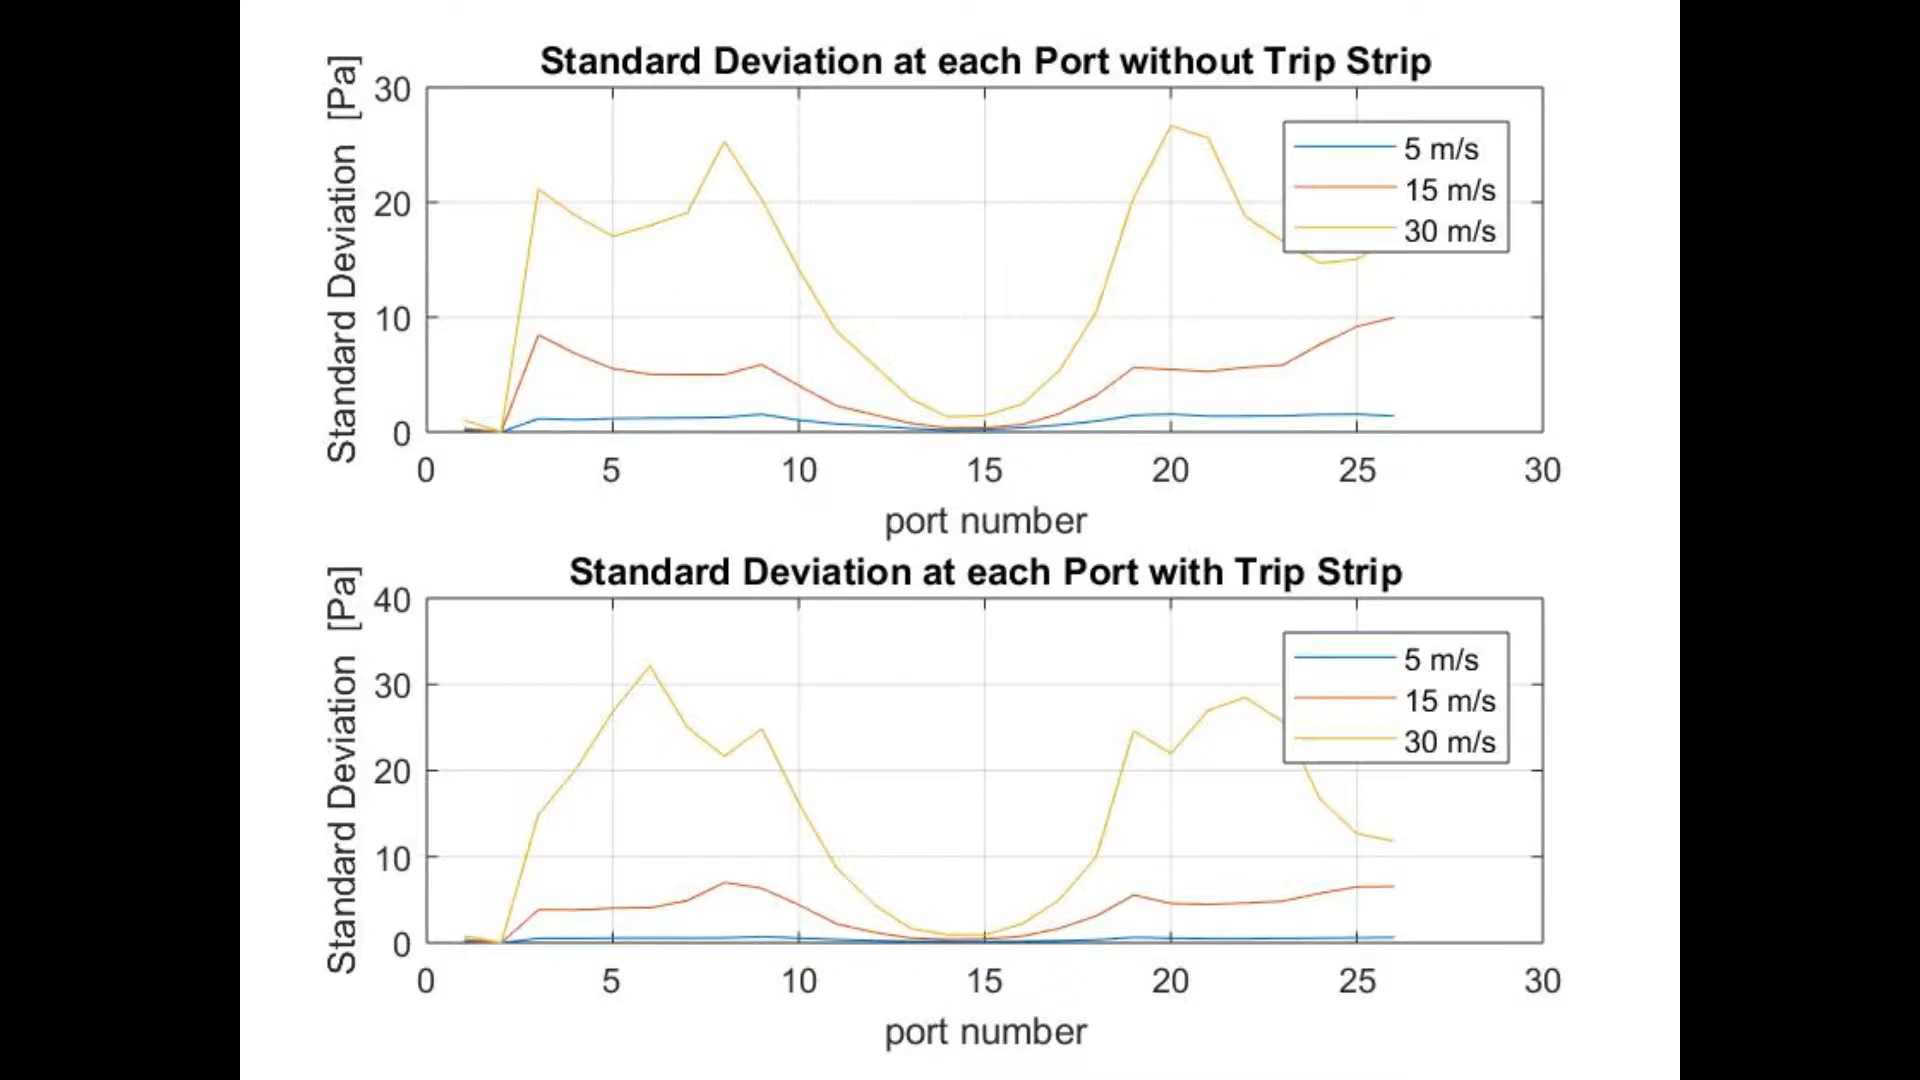 Standard Deviation at each Port without Trip Strip
Standard Deviation [Pa]
30
20
10
0
5 m/s
15 m/s
30 m/s
0 5 10 15 20 25 30
port number
Standard Deviation at each Port with Trip Strip
Standard Deviation [Pa]
40
30
20
10
0
5 m/s
15 m/s
30 m/s
0 5 10 15 20 25 30
port number